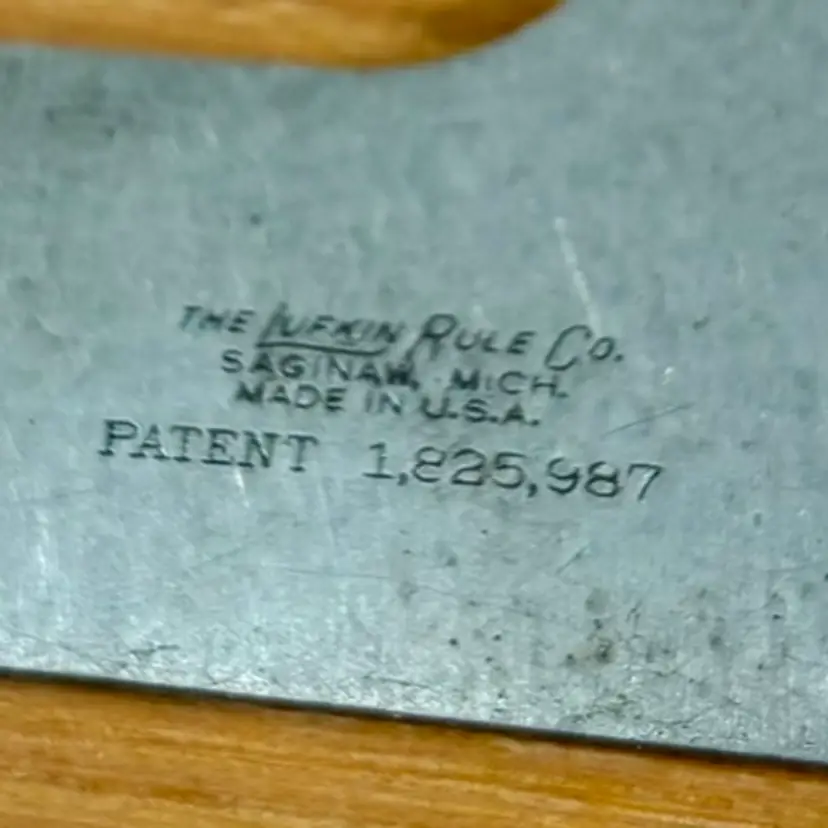 THE LUFKIN RULE CO.
SAGINAW, MICH.
MADE IN U.S.A.
PATENT 1,825,987